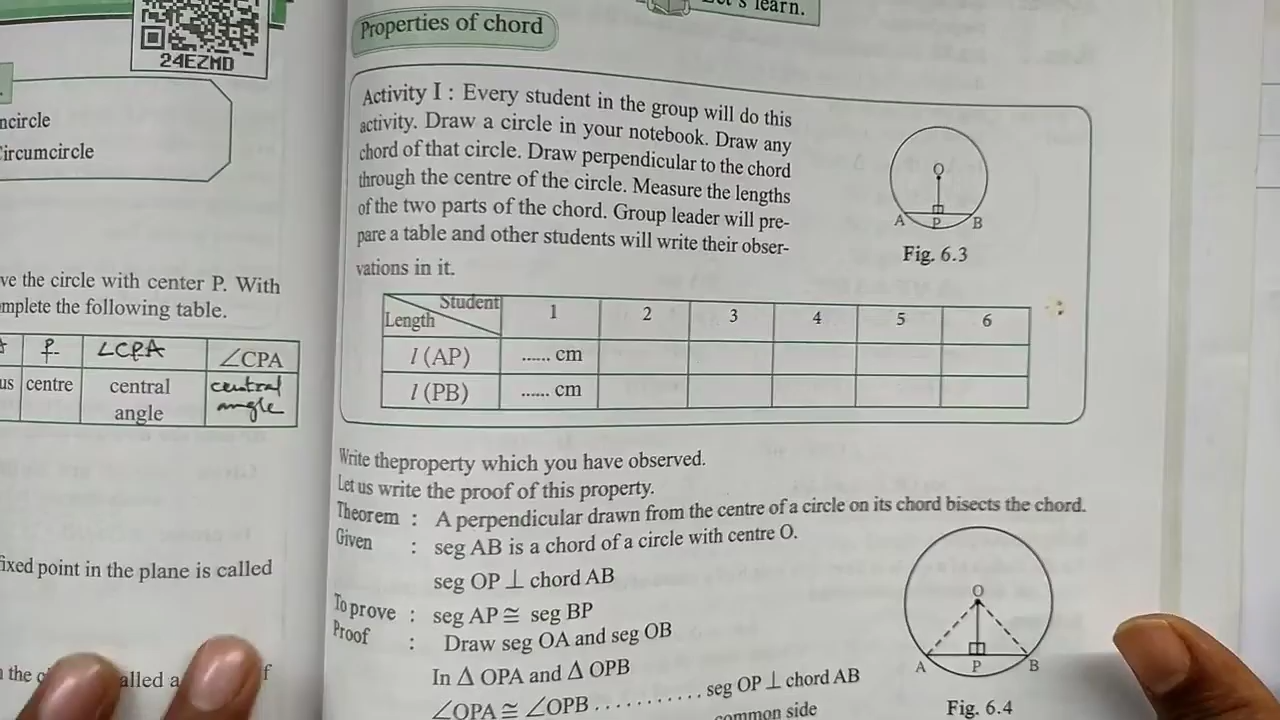 24EZMD
ncircle
Circumcircle
ve the circle with center P. With
mplete the following table.
P ∠CPA ∠CPA
us centre central angle central angle
fixed point in the plane is called
the
alled a
f
learn.
Properties of chord
Activity I : Every student in the group will do this
activity. Draw a circle in your notebook. Draw any
chord of that circle. Draw perpendicular to the chord
through the centre of the circle. Measure the lengths
of the two parts of the chord. Group leader will pre-
pare a table and other students will write their obser-
vations in it.
O
A P B
Fig. 6.3
Student
Length 1 2 3 4 5 6
l (AP) ...... cm
l (PB) ...... cm
Write theproperty which you have observed.
Let us write the proof of this property.
Theorem : A perpendicular drawn from the centre of a circle on its chord bisects the chord.
Given : seg AB is a chord of a circle with centre O.
seg OP ⊥ chord AB
To prove : seg AP ≅ seg BP
Proof : Draw seg OA and seg OB
In Δ OPA and Δ OPB
∠OPA ≅ ∠OPB . . . . . . . . . . seg OP ⊥ chord AB
common side
O
A P B
Fig. 6.4